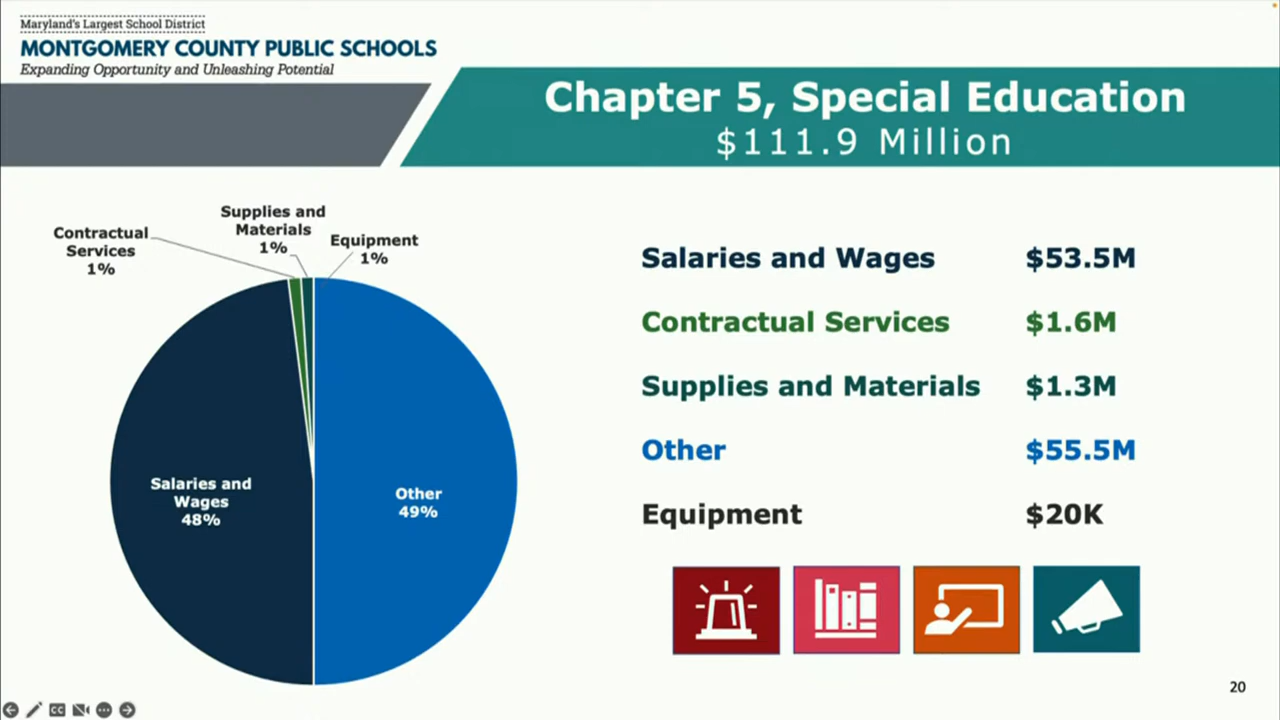 Maryland's Largest School District
MONTGOMERY COUNTY PUBLIC SCHOOLS
Expanding Opportunity and Unleashing Potential
Chapter 5, Special Education
$111.9 Million
Contractual
Services
1%
Supplies and
Materials
1%
Equipment
1%
Salaries and
Wages
48%
Other
49%
Salaries and Wages $53.5M
Contractual Services $1.6M
Supplies and Materials $1.3M
Other $55.5M
Equipment $20K
20
CC